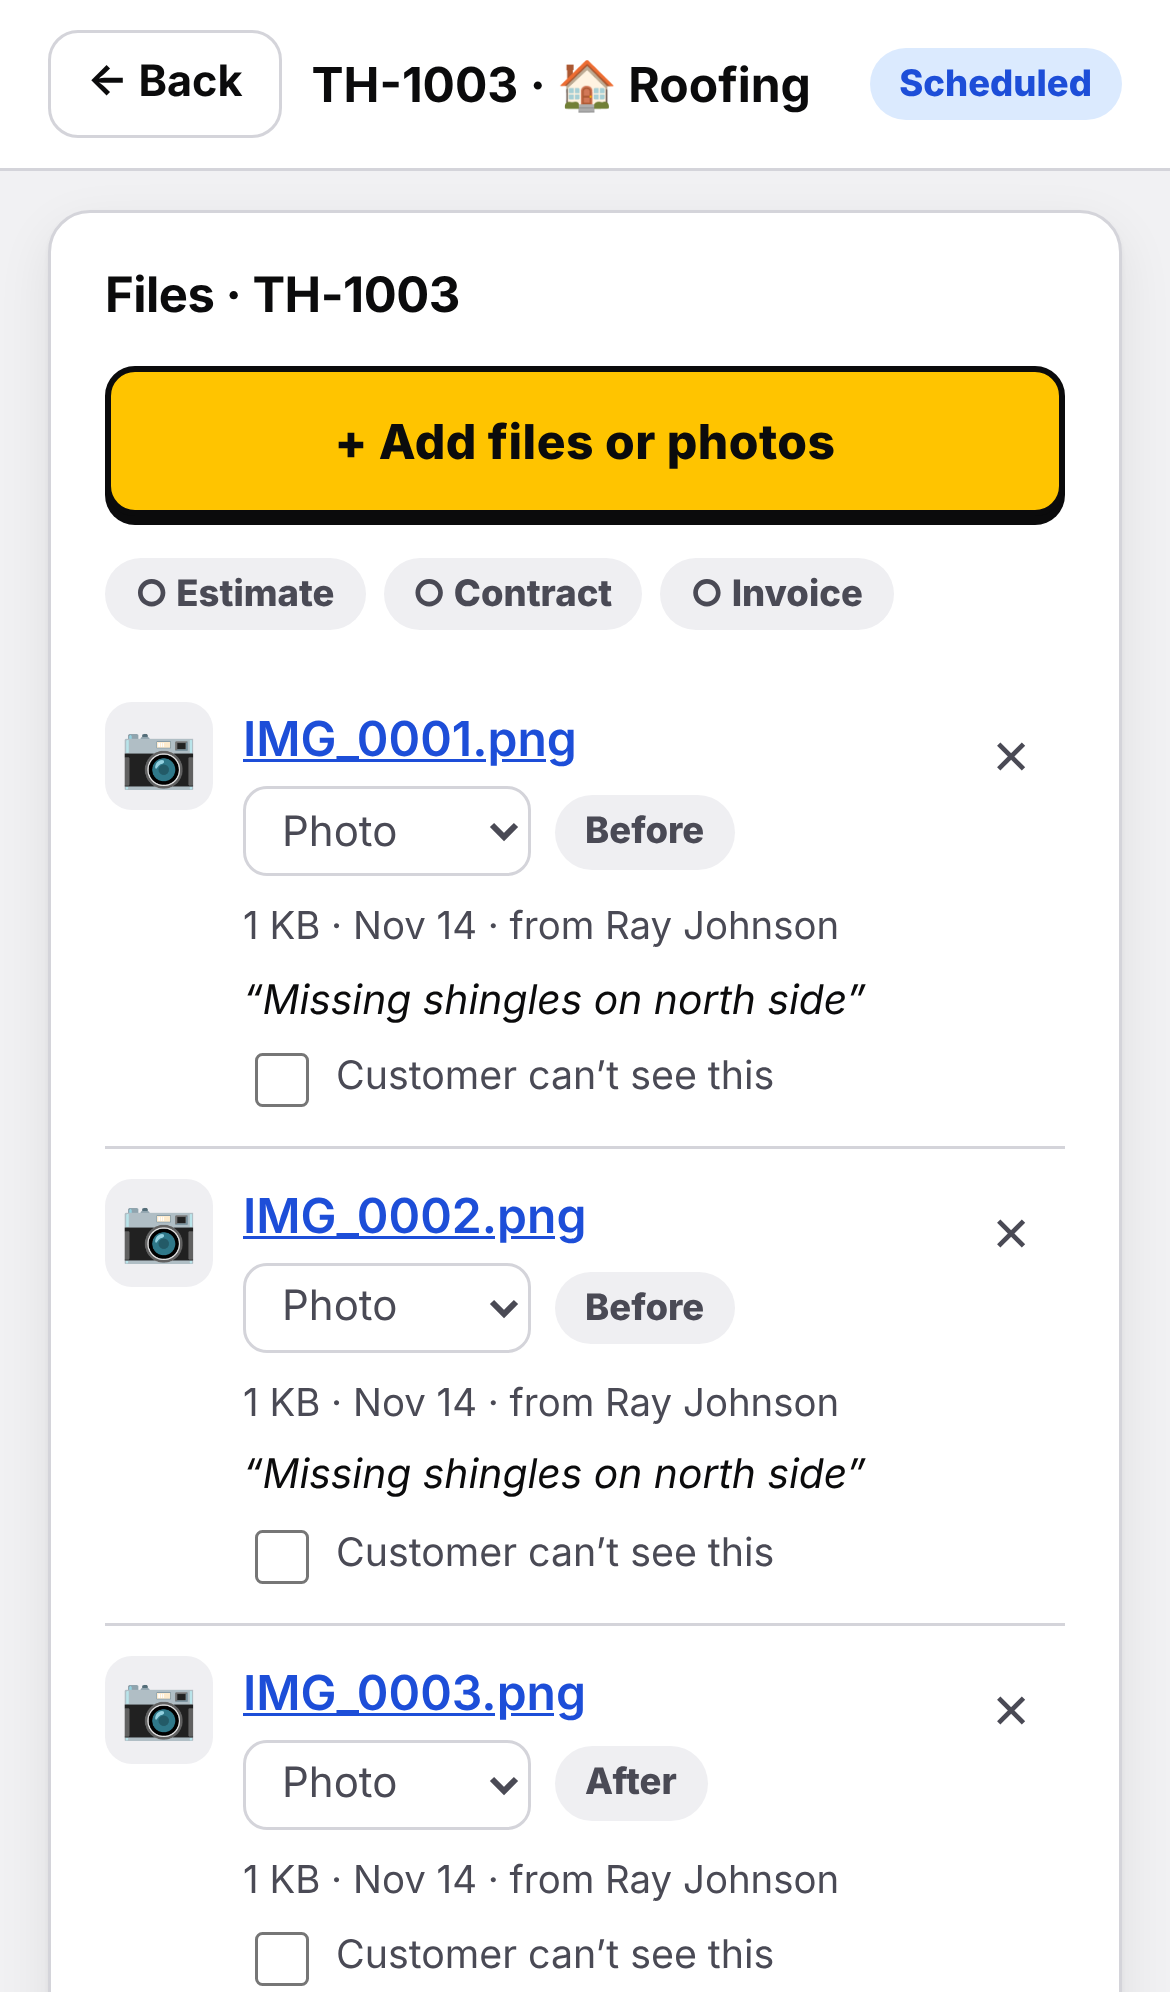 ← Back TH-1003 · 🏠 Roofing Scheduled
Files · TH-1003
+ Add files or photos
Estimate Contract Invoice
IMG_0001.png ✕
Photo Before
1 KB · Nov 14 · from Ray Johnson
“Missing shingles on north side”
Customer can’t see this
IMG_0002.png ✕
Photo Before
1 KB · Nov 14 · from Ray Johnson
“Missing shingles on north side”
Customer can’t see this
IMG_0003.png ✕
Photo After
1 KB · Nov 14 · from Ray Johnson
Customer can’t see this